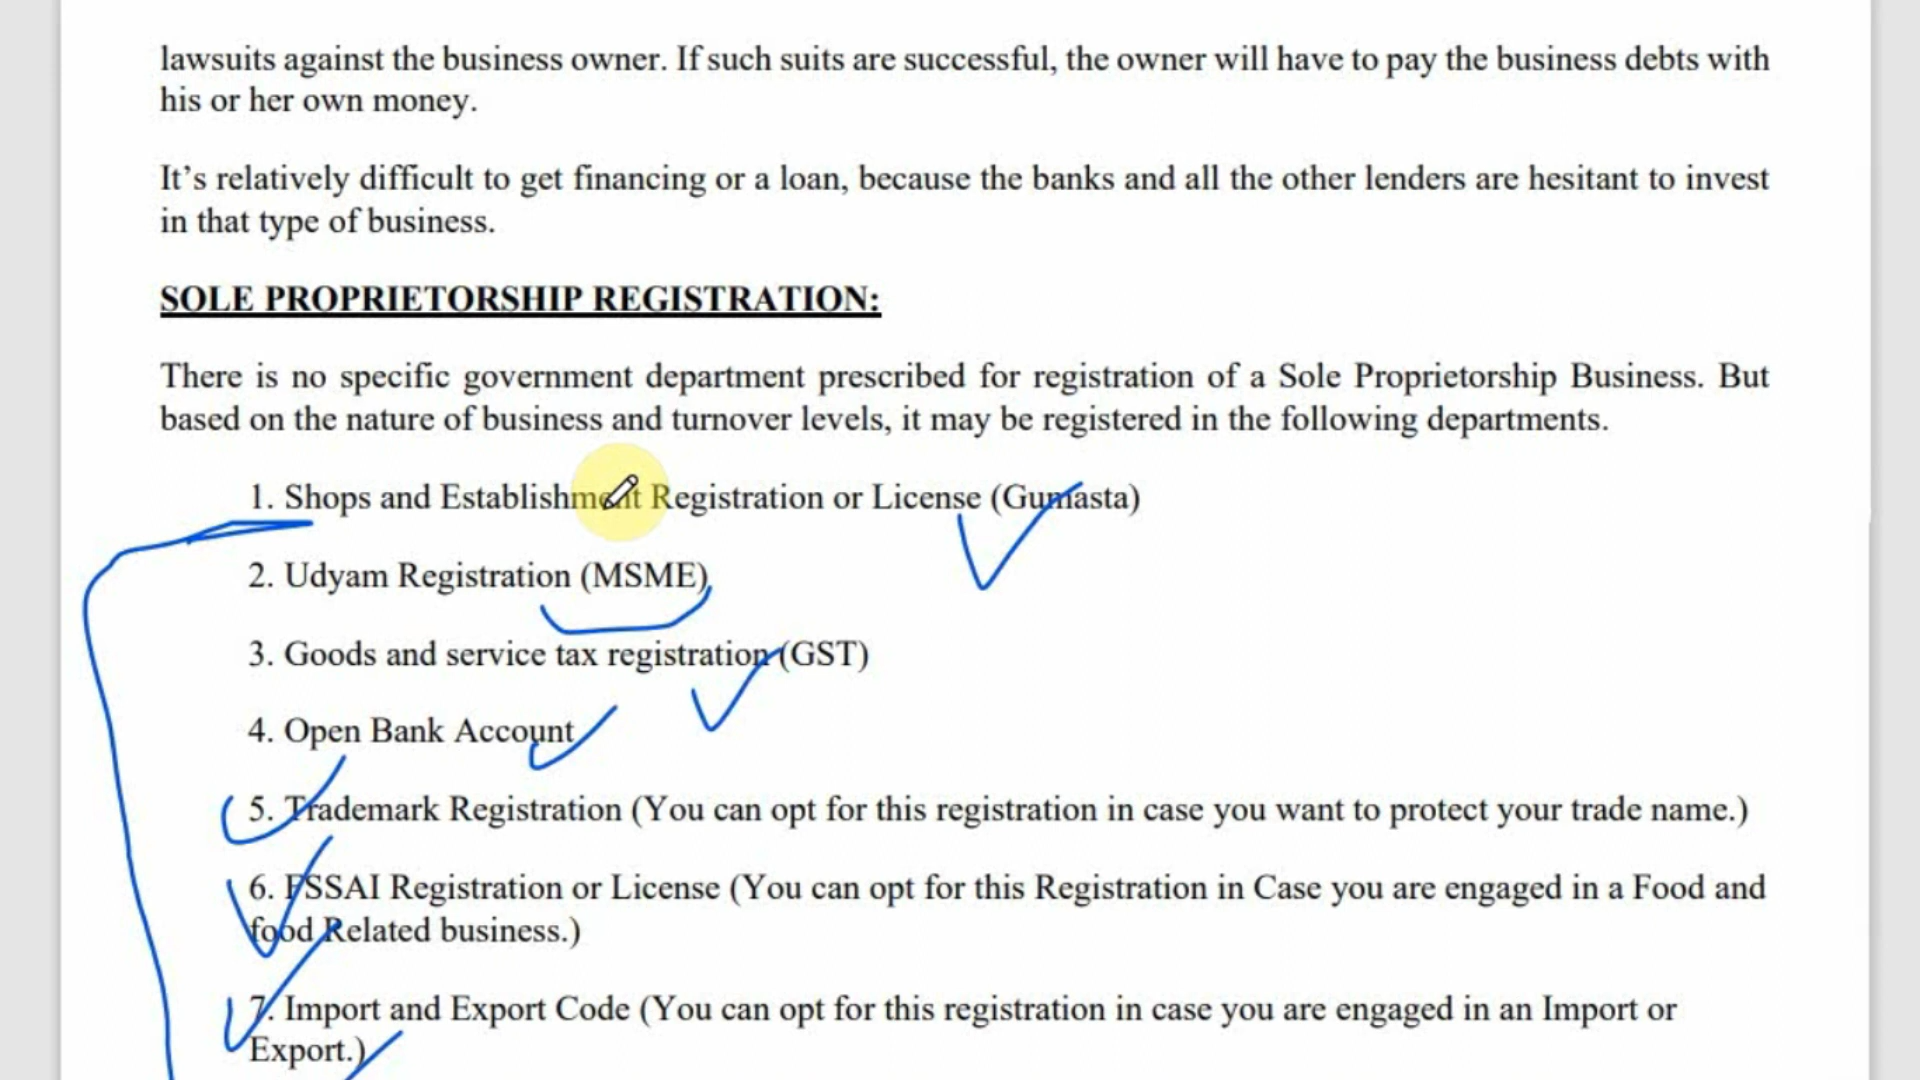 lawsuits against the business owner. If such suits are successful, the owner will have to pay the business debts with
his or her own money.
It’s relatively difficult to get financing or a loan, because the banks and all the other lenders are hesitant to invest
in that type of business.
SOLE PROPRIETORSHIP REGISTRATION:
There is no specific government department prescribed for registration of a Sole Proprietorship Business. But
based on the nature of business and turnover levels, it may be registered in the following departments.
1. Shops and Establishment Registration or License (Gumasta)
2. Udyam Registration (MSME)
3. Goods and service tax registration (GST)
4. Open Bank Account
5. Trademark Registration (You can opt for this registration in case you want to protect your trade name.)
6. FSSAI Registration or License (You can opt for this Registration in Case you are engaged in a Food and
food Related business.)
7. Import and Export Code (You can opt for this registration in case you are engaged in an Import or
Export.)